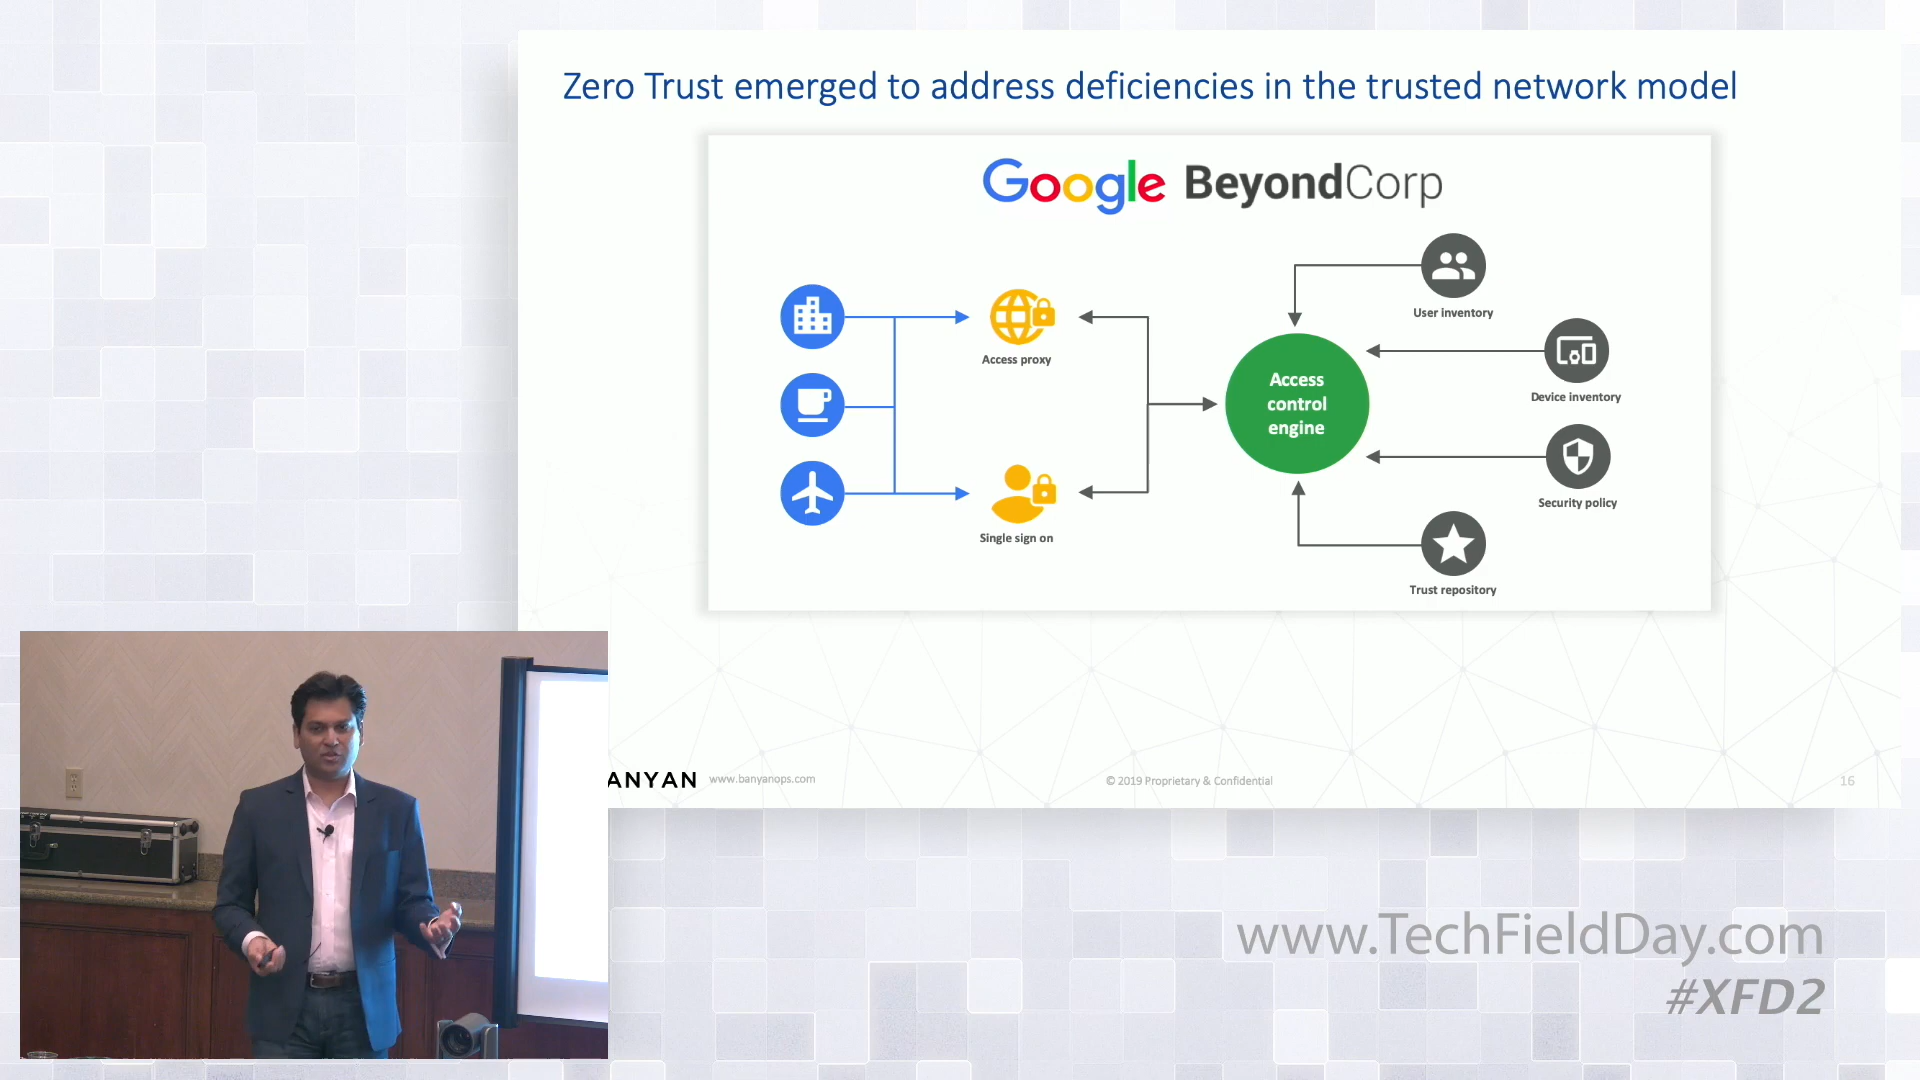 Zero Trust emerged to address deficiencies in the trusted network model
Google BeyondCorp
User inventory
Access proxy
Device inventory
Access
control
engine
Security policy
Single sign on
Trust repository
ANYAN www.banyanops.com © 2019 Proprietary & Confidential 16
www.TechFieldDay.com
#XFD2